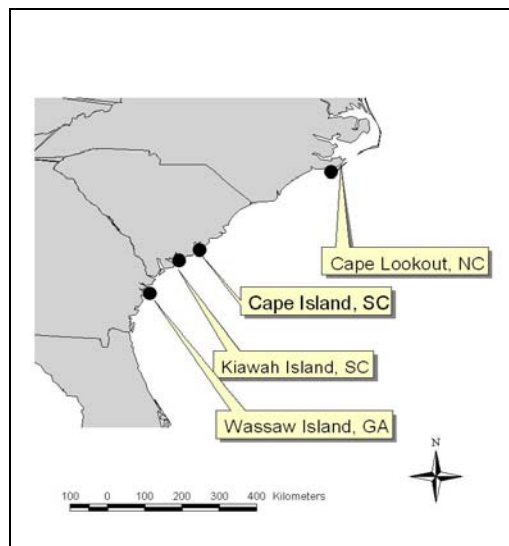 Cape Lookout, NC
Cape Island, SC
Kiawah Island, SC
Wassaw Island, GA
N
100 0 100 200 300 400 Kilometers